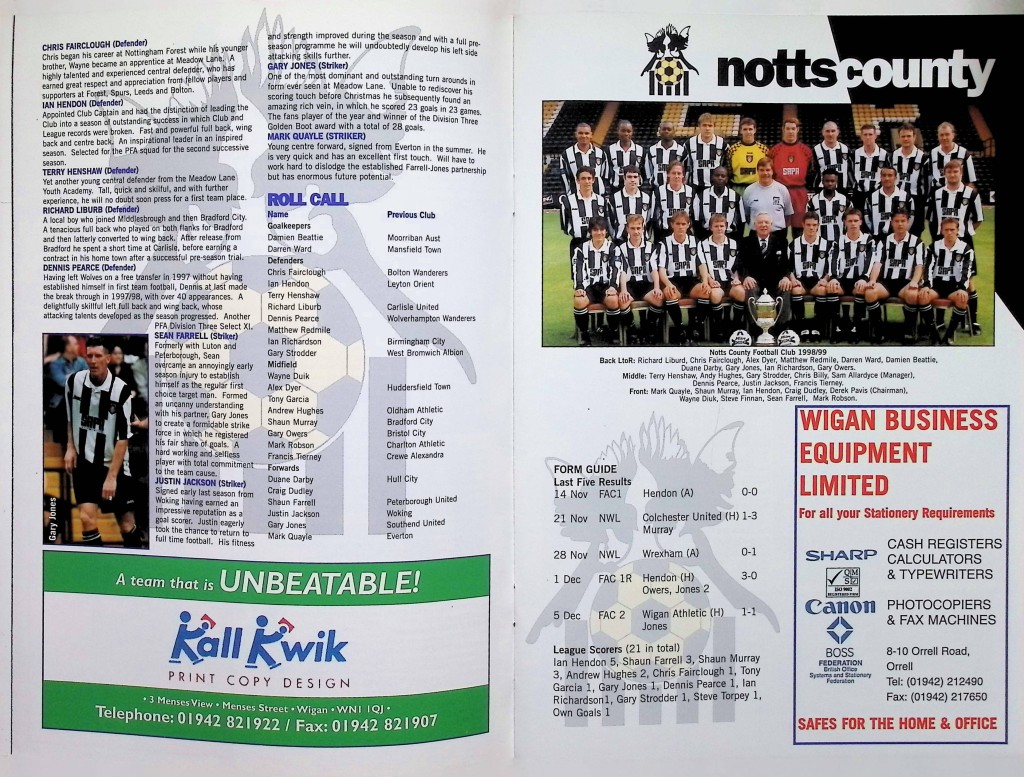 CHRIS FAIRCLOUGH (Defender)
Chris began his career at Nottingham Forest while his younger
brother, Wayne became an apprentice at Meadow Lane. A
highly talented and experienced central defender, who has
earned great respect and appreciation from fellow players and
supporters at Forest, Spurs, Leeds and Bolton.
IAN HENDON (Defender)
Appointed Club Captain and had the distinction of leading the
Club into a season of outstanding success in which Club and
League records were broken. Fast and powerful full back, wing
back and centre back. An inspirational leader in an inspired
season. Selected for the PFA squad for the second successive
season.
TERRY HENSHAW (Defender)
Yet another young central defender from the Meadow Lane
Youth Academy. Tall, quick and skilful, and with further
experience, he will no doubt soon press for a first team place.
RICHARD LIBURB (Defender)
A local boy who joined Middlesbrough and then Bradford City.
A tenacious full back who played on both flanks for Bradford
and then latterly converted to wing back. After release from
Bradford he spent a short time at Carlisle, before earning a
contract in his home town after a successful pre-season trial.
DENNIS PEARCE (Defender)
Having left Wolves on a free transfer in 1997 without having
established himself in first team football, Dennis at last made
the break through in 1997/98, with over 40 appearances. A
delightfully skillful left full back and wing back, whose
attacking talents developed as the season progressed. Another
PFA Division Three Select XI.
SEAN FARRELL (Striker)
Formerly with Luton and
Peterborough, Sean
overcame an annoyingly early
season injury to establish
himself as the regular first
choice target man. Formed
an uncanny understanding
with his partner, Gary Jones
to create a formidable strike
force in which he registered
his fair share of goals. A
hard working and selfless
player with total commitment
to the team cause.
JUSTIN JACKSON (Striker)
Signed early last season from
Woking having earned an
impreesive reputation as a
goal scorer. Justin eagerly
took the chance to return to
full time football. His fitness
Gary Jones
and strength improved during the season and with a full pre-
season programme he will undoubtedly develop his left side
attacking skills further.
GARY JONES (Striker)
One of the most dominant and outstanding turn arounds in
form ever seen at Meadow Lane. Unable to rediscover his
scoring touch before Christmas he subsequently found an
amazing rich vein, in which he scored 23 goals in 23 games.
The fans player of the year and winner of the Division Three
Golden Boot award with a total of 28 goals.
MARK QUAYLE (STRIKER)
Young centre forward, signed from Everton in the summer. He
is very quick and has an excellent first touch. Will have to
work hard to dislodge the established Farrell-Jones partnership
but has enormous future potential.
ROLL CALL
Name Previous Club
Goalkeepers
Damien Beattie Moorriban Aust
Darren Ward Mansfield Town
Defenders
Chris Fairclough Bolton Wanderers
Ian Hendon Leyton Orient
Terry Henshaw
Richard Liburb Carlisle United
Dennis Pearce Wolverhampton Wanderers
Matthew Redmile
Ian Richardson Birmingham City
Gary Strodder West Bromwich Albion
Midfield
Wayne Duik
Alex Dyer Huddersfield Town
Tony Garcia
Andrew Hughes Oldham Athletic
Shaun Murray Bradford City
Gary Owers Bristol City
Mark Robson Charlton Athletic
Francis Tierney Crewe Alexandra
Forwards
Duane Darby Hull City
Craig Dudley
Shaun Farrell Peterborough United
Justin Jackson Woking
Gary Jones Southend United
Mark Quayle Everton
A team that is UNBEATABLE!
Kall Kwik
PRINT COPY DESIGN
• 3 Menses View • Menses Street • Wigan • WN1 1QJ •
Telephone: 01942 821922 / Fax: 01942 821907
nottscounty
Notts County Football Club 1998/99
Back LtoR: Richard Liburd, Chris Fairclough, Alex Dyer, Matthew Redmile, Darren Ward, Damien Beattie,
Duane Darby, Gary Jones, Ian Richardson, Gary Owers.
Middle: Terry Henshaw, Andy Hughes, Gary Strodder, Chris Billy, Sam Allardyce (Manager),
Dennis Pearce, Justin Jackson, Francis Tierney.
Front: Mark Quayle, Shaun Murray, Ian Hendon, Craig Dudley, Derek Pavis (Chairman),
Wayne Diuk, Steve Finnan, Sean Farrell, Mark Robson.
FORM GUIDE
Last Five Results
14 Nov FAC1 Hendon (A) 0-0
21 Nov NWL Colchester United (H) 1-3
Murray
28 Nov NWL Wrexham (A) 0-1
1 Dec FAC 1R Hendon (H) 3-0
Owers, Jones 2
5 Dec FAC 2 Wigan Athletic (H) 1-1
Jones
League Scorers (21 in total)
Ian Hendon 5, Shaun Farrell 3, Shaun Murray
3, Andrew Hughes 2, Chris Fairclough 1, Tony
Garcia 1, Gary Jones 1, Dennis Pearce 1, Ian
Richardson1, Gary Strodder 1, Steve Torpey 1,
Own Goals 1
WIGAN BUSINESS
EQUIPMENT
LIMITED
For all your Stationery Requirements
SHARP
CASH REGISTERS
CALCULATORS
& TYPEWRITERS
Canon
PHOTOCOPIERS
& FAX MACHINES
BOSS
FEDERATION
British Office
Systems and Stationery
Federation
8-10 Orrell Road,
Orrell
Tel: (01942) 212490
Fax: (01942) 217650
SAFES FOR THE HOME & OFFICE